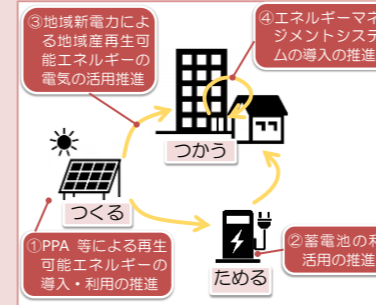 ③地域新電力によ
る地域産再生可
能エネルギーの
電気の活用推進
④エネルギーマネ
ジメントシステ
ムの導入の推進
つかう
つくる
①PPA 等による再生
可能エネルギーの
導入・利用の推進
②蓄電池の利
活用の推進
ためる